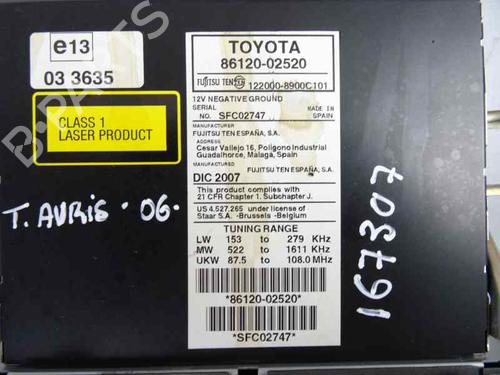 e13
03 3635
CLASS 1
LASER PRODUCT
T. AURIS · 06 ·
TOYOTA
86120-02520
FUJITSU TEN 122000-8900C101
12V NEGATIVE GROUND
SERIAL NO. SFC02747
MADE IN SPAIN
MANUFACTURER
FUJITSU TEN ESPAÑA, S.A.
ADDRESS
Cesar Vallejo 16, Poligono Industrial
Guadalhorce, Malaga, Spain
MANUFACTURED FUJITSU TEN ESPAÑA, S.A.
DIC 2007
This product complies with
21 CFR Chapter 1. Subchapter J.
US 4.527.265 under license of
Staar S.A. -Brussels -Belgium
TUNING RANGE
LW 153 to 279 KHz
MW 522 to 1611 KHz
UKW 87.5 to 108.0 MHz
*86120-02520*
*SFC02747*
167307
B-PARTS